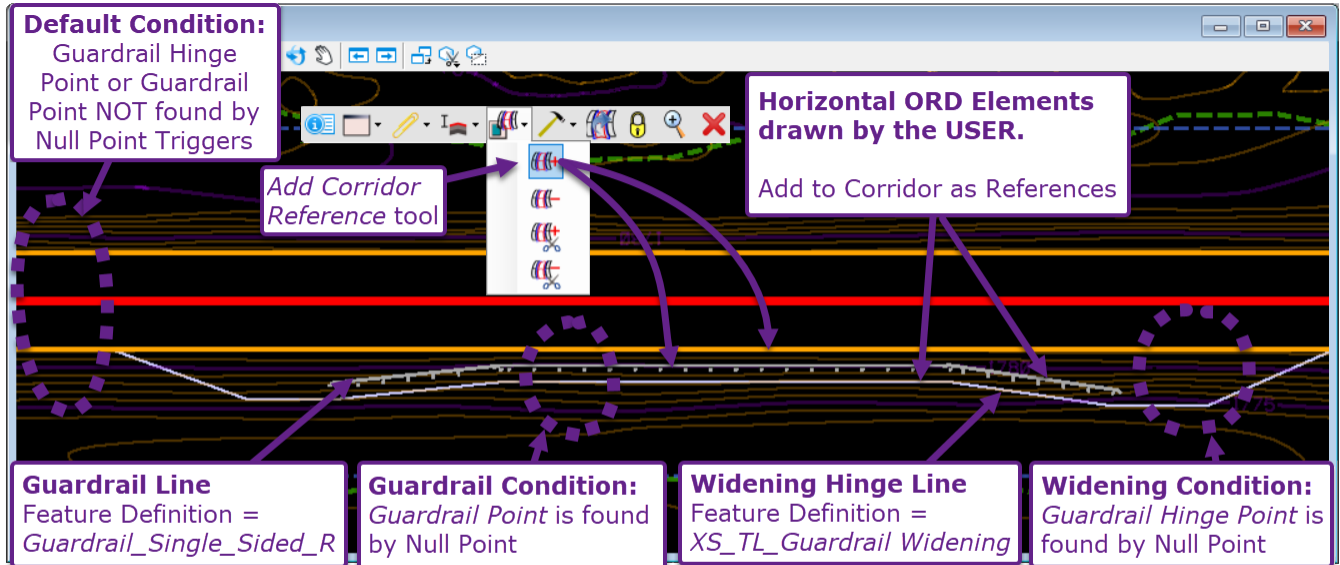 Default Condition:
Guardrail Hinge
Point or Guardrail
Point NOT found by
Null Point Triggers
Horizontal ORD Elements
drawn by the USER.
Add to Corridor as References
Add Corridor
Reference tool
Guardrail Line
Feature Definition =
Guardrail_Single_Sided_R
Guardrail Condition:
Guardrail Point is found
by Null Point
Widening Hinge Line
Feature Definition =
XS_TL_Guardrail Widening
Widening Condition:
Guardrail Hinge Point is
found by Null Point